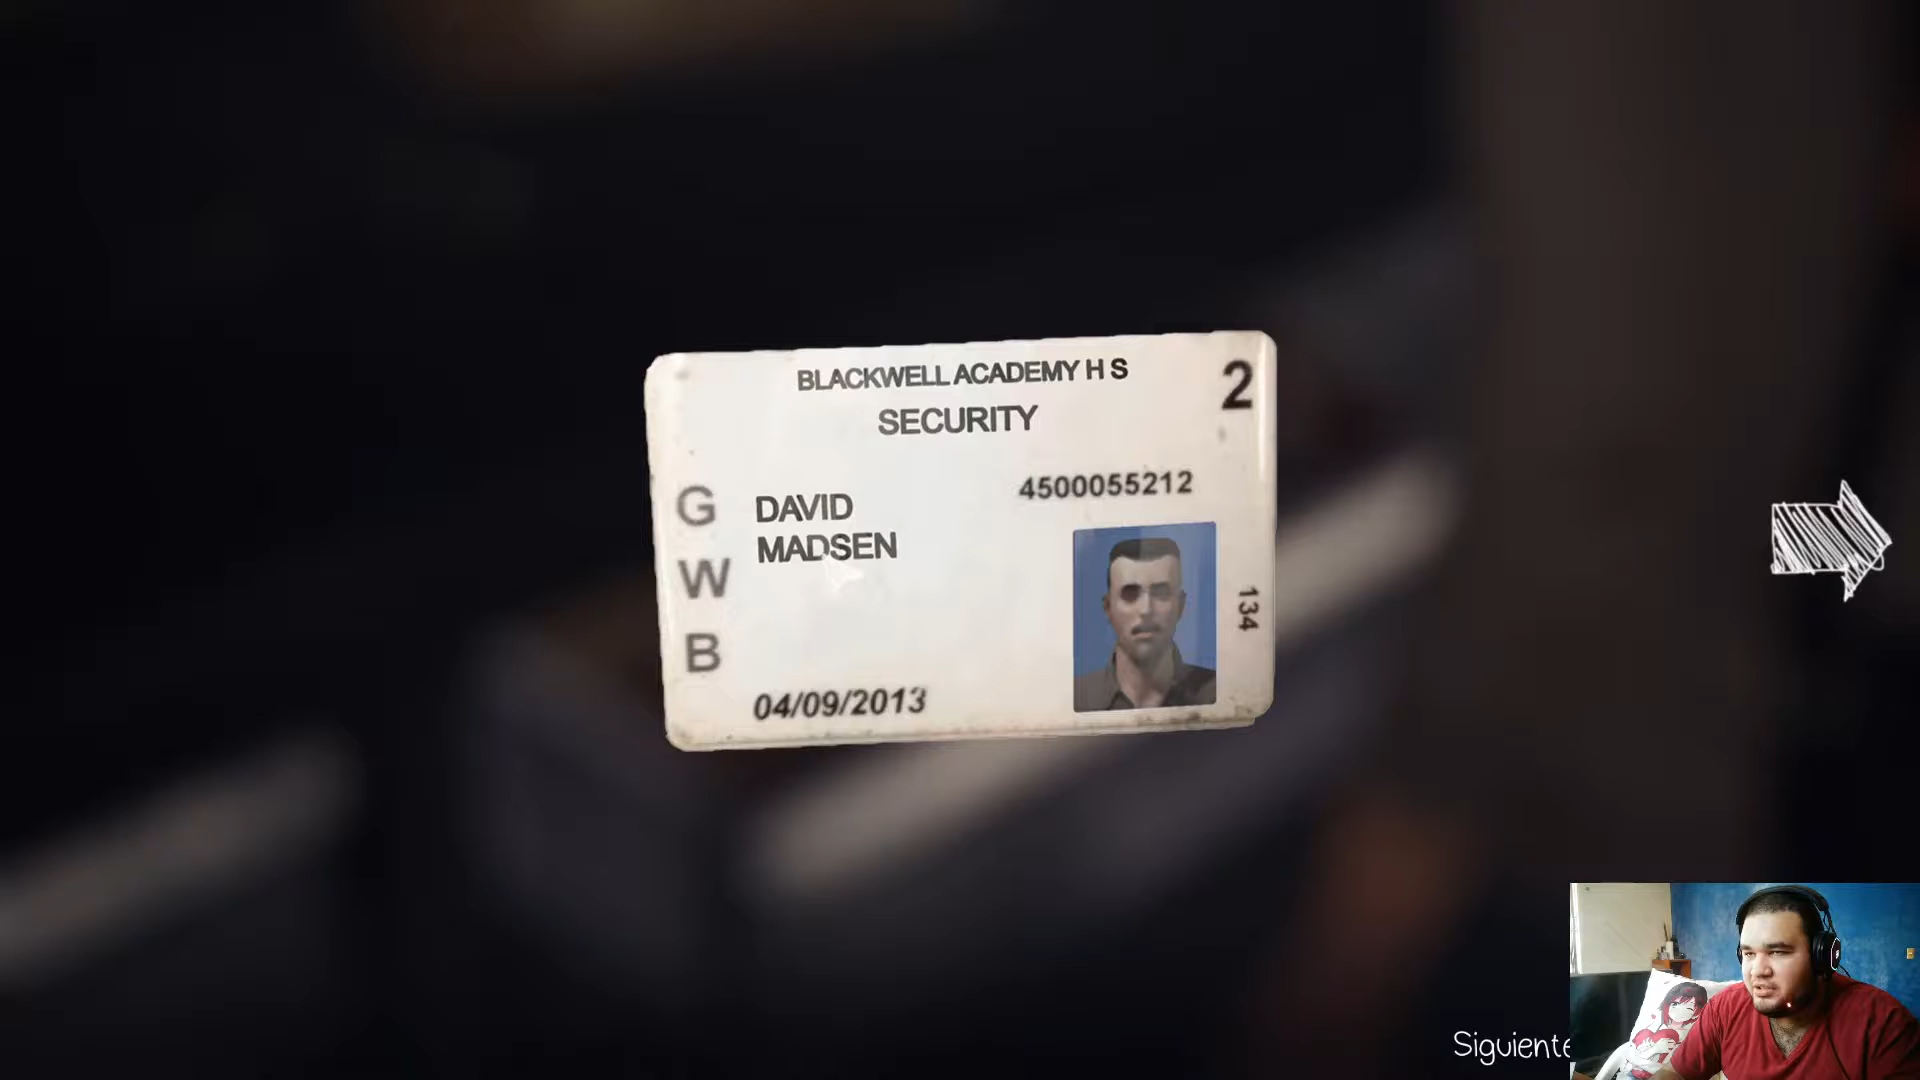 BLACKWELL ACADEMY H S
SECURITY
2
4500055212
G
W
B
DAVID
MADSEN
134
04/09/2013
Siguiente